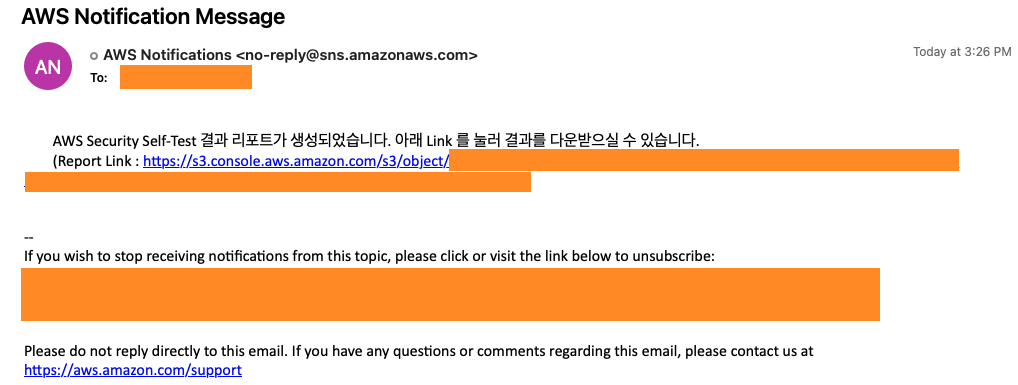 AWS Notification Message
AN
AWS Notifications <no-reply@sns.amazonaws.com>
Today at 3:26 PM
To:
AWS Security Self-Test 결과 리포트가 생성되었습니다. 아래 Link 를 눌러 결과를 다운받으실 수 있습니다.
(Report Link : https://s3.console.aws.amazon.com/s3/object/
--
If you wish to stop receiving notifications from this topic, please click or visit the link below to unsubscribe:
Please do not reply directly to this email. If you have any questions or comments regarding this email, please contact us at
https://aws.amazon.com/support